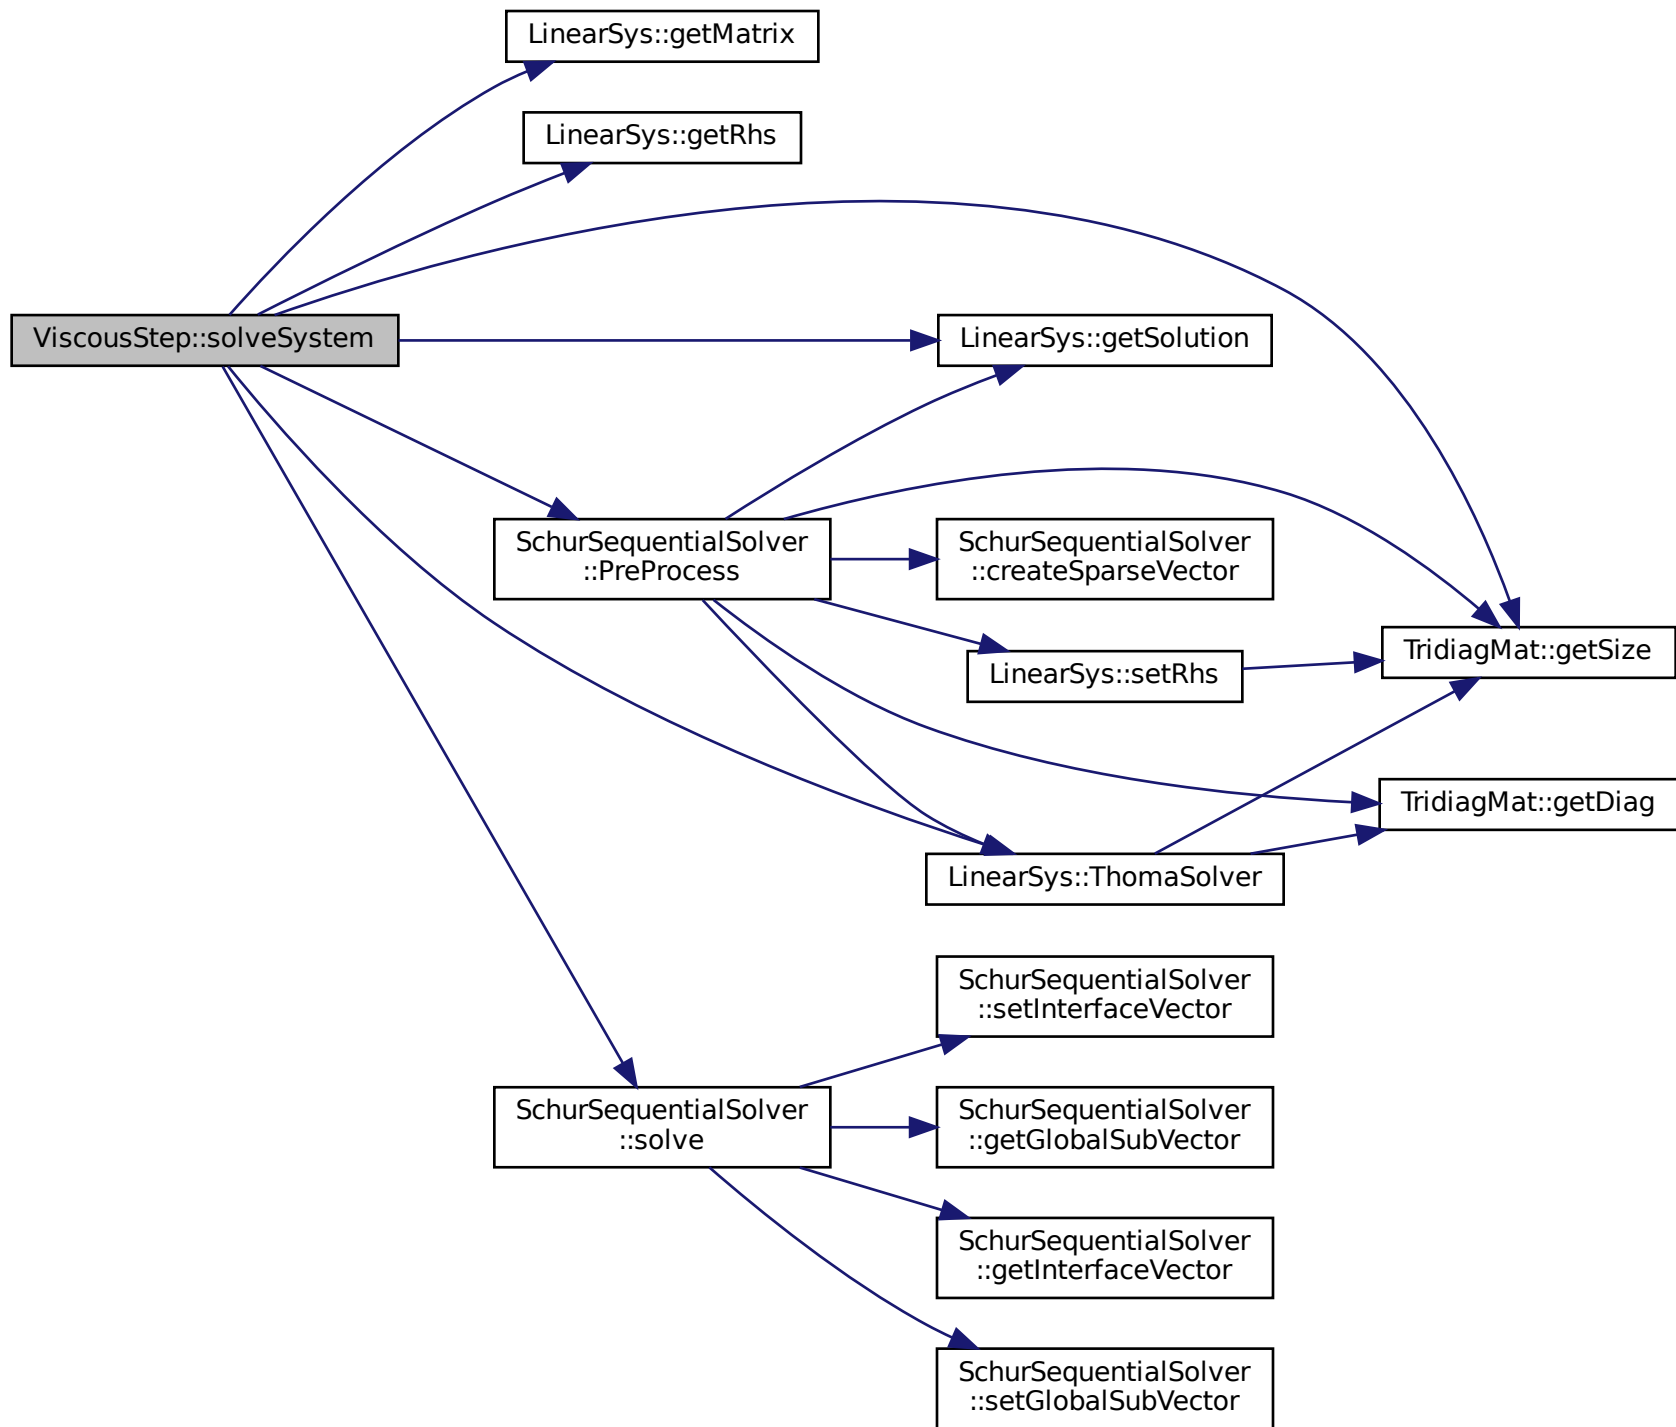 LinearSys::getMatrix
LinearSys::getRhs
ViscousStep::solveSystem
LinearSys::getSolution
SchurSequentialSolver
::PreProcess
SchurSequentialSolver
::createSparseVector
LinearSys::setRhs
TridiagMat::getSize
TridiagMat::getDiag
LinearSys::ThomaSolver
SchurSequentialSolver
::setInterfaceVector
SchurSequentialSolver
::solve
SchurSequentialSolver
::getGlobalSubVector
SchurSequentialSolver
::getInterfaceVector
SchurSequentialSolver
::setGlobalSubVector